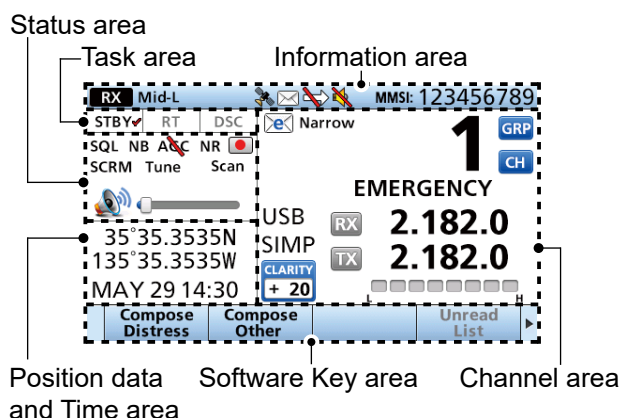 Status area
Task area
Information area
RX Mid-L MMSI: 123456789
STBY RT DSC
e Narrow
1 GRP
SQL NB AGC NR
CH
SCRM Tune Scan
EMERGENCY
USB RX 2.182.0
SIMP TX 2.182.0
CLARITY
+ 20
L H
35°35.3535N
135°35.3535W
MAY 29 14:30
Compose Distress
Compose Other
Unread List
Position data and Time area
Software Key area
Channel area